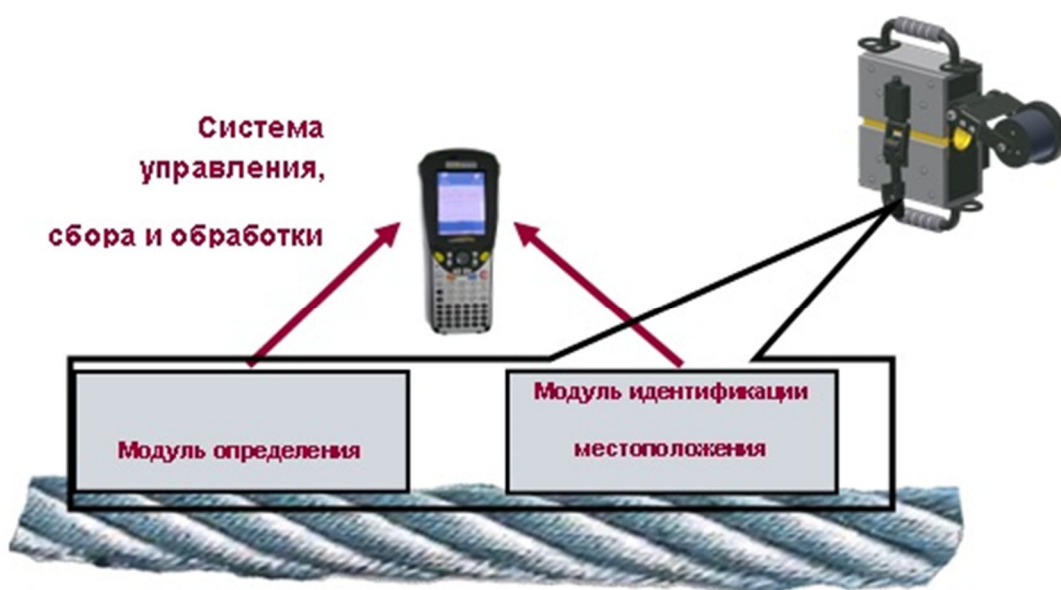 Система
управления,
сбора и обработки
Модуль определения
Модуль идентификации
местоположения